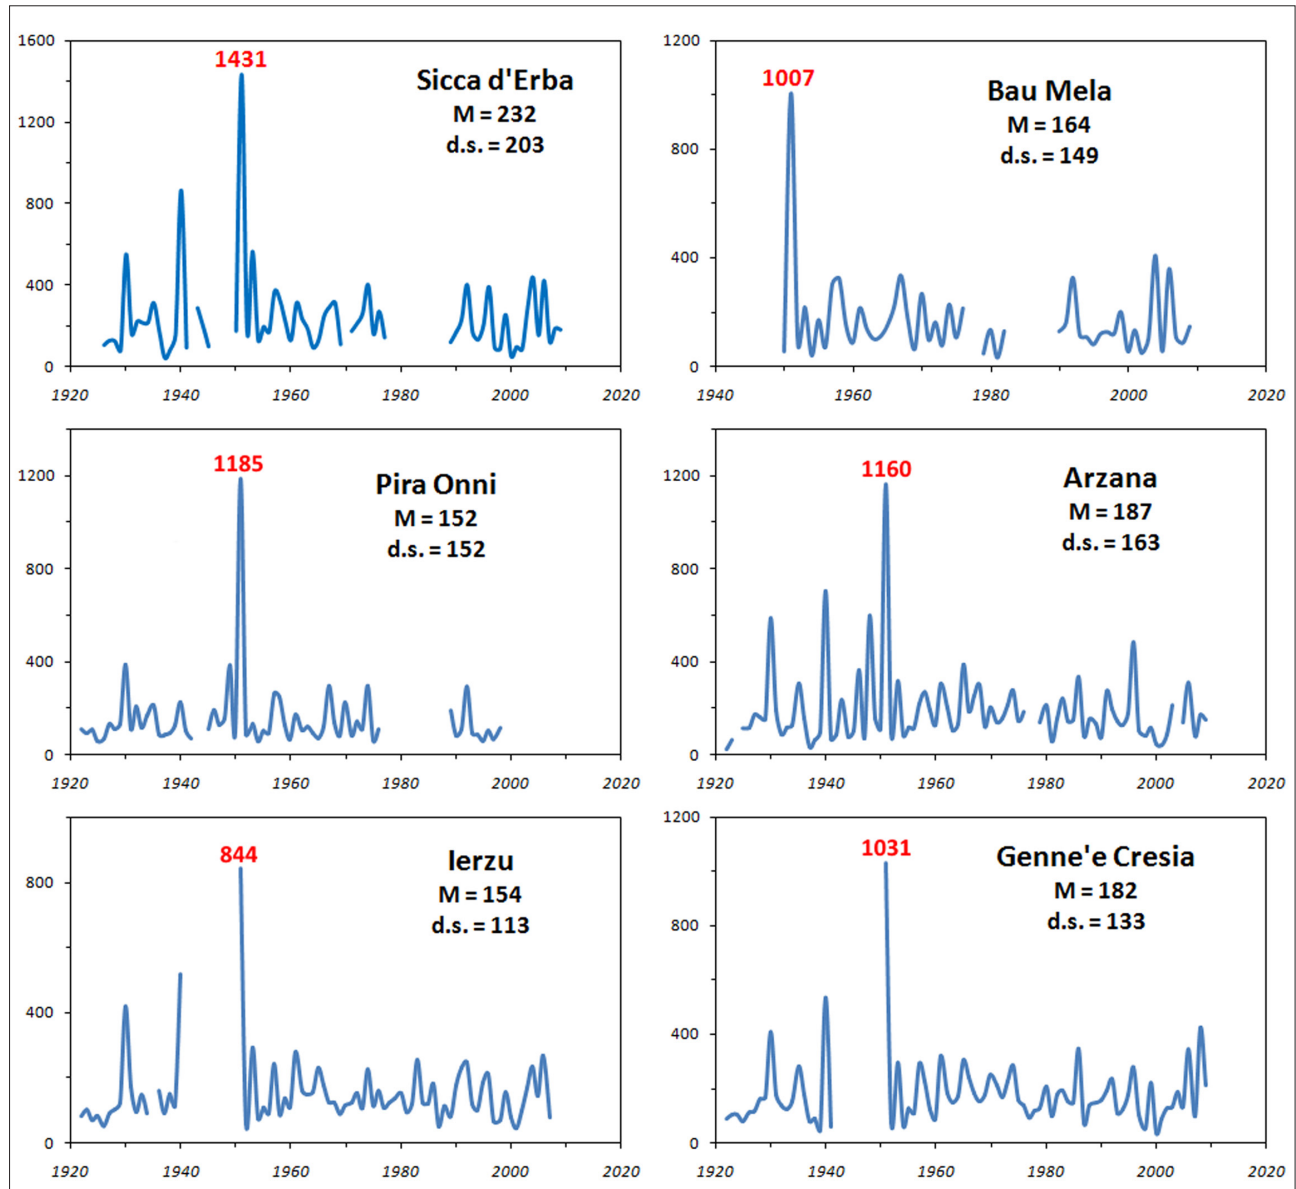 1600
1200
800
400
0
1431
Sicca d'Erba
M = 232
d.s. = 203
1920 1940 1960 1980 2000 2020
1200
800
400
0
1007
Bau Mela
M = 164
d.s. = 149
1940 1960 1980 2000 2020
1200
800
400
0
1185
Pira Onni
M = 152
d.s. = 152
1920 1940 1960 1980 2000 2020
1200
800
400
0
1160
Arzana
M = 187
d.s. = 163
1920 1940 1960 1980 2000 2020
800
400
0
844
Ierzu
M = 154
d.s. = 113
1920 1940 1960 1980 2000 2020
1200
800
400
0
1031
Genne'e Cresia
M = 182
d.s. = 133
1920 1940 1960 1980 2000 2020